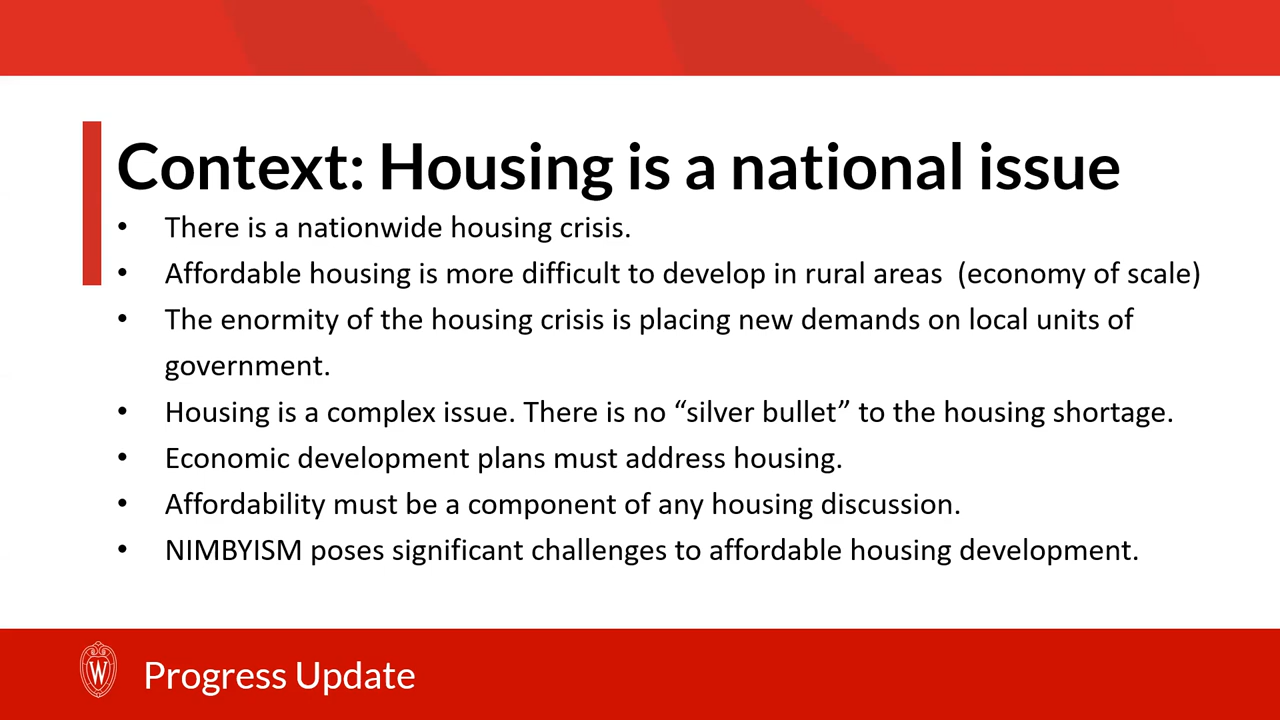 Context: Housing is a national issue
• There is a nationwide housing crisis.
• Affordable housing is more difficult to develop in rural areas  (economy of scale)
• The enormity of the housing crisis is placing new demands on local units of
government.
• Housing is a complex issue. There is no “silver bullet” to the housing shortage.
• Economic development plans must address housing.
• Affordability must be a component of any housing discussion.
• NIMBYISM poses significant challenges to affordable housing development.
W
Progress Update